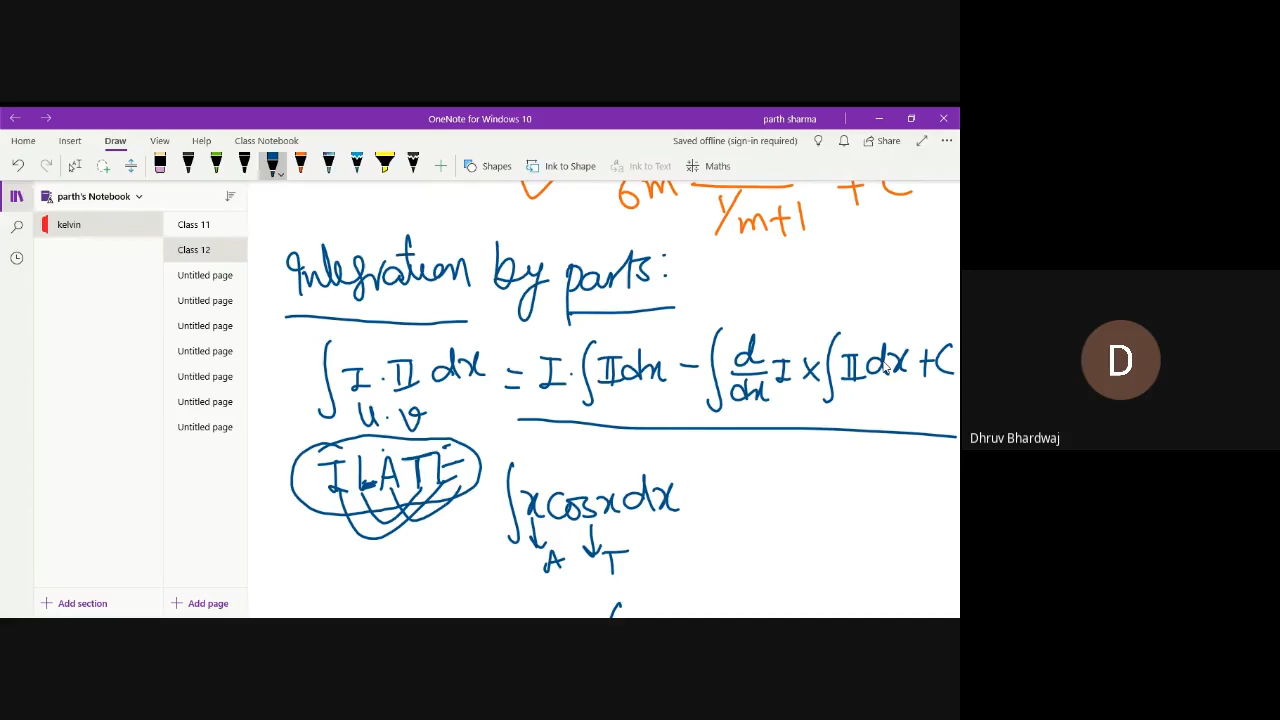 OneNote for Windows 10
parth sharma
Home Insert Draw View Help Class Notebook
Saved offline (sign-in required)
Share
Shapes Ink to Shape Ink to Text Maths
parth's Notebook
kelvin
Class 11
Class 12
Untitled page
Untitled page
Untitled page
Untitled page
Untitled page
Untitled page
Untitled page
Add section
Add page
6m 1/m+1 + C
Integration by parts:
∫ I · II dx = I · ∫ II dx − ∫ d/dx I × ∫ II dx + C
u · v
ILATE
∫ x cos x dx
A T
D
Dhruv Bhardwaj